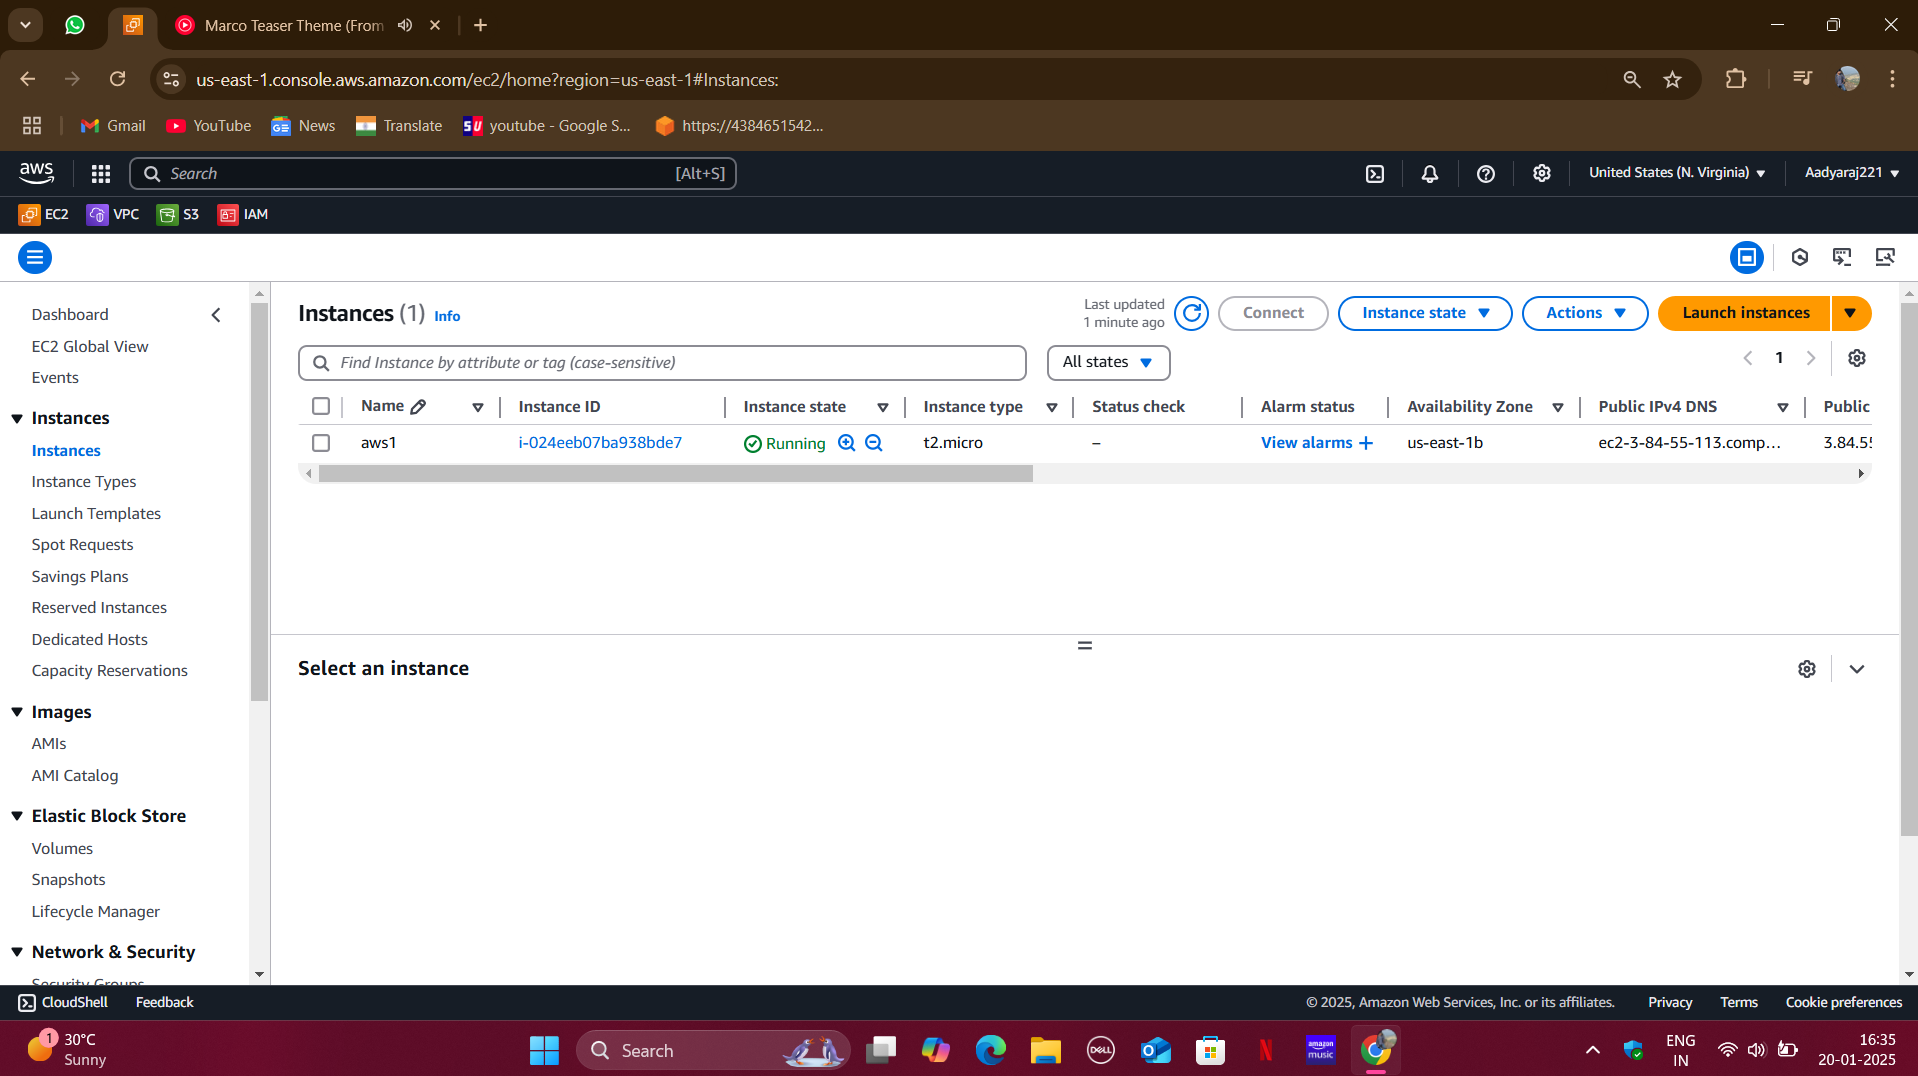 Marco Teaser Theme (From
us-east-1.console.aws.amazon.com/ec2/home?region=us-east-1#Instances:
Gmail YouTube News Translate youtube - Google S... https://4384651542...
aws Search [Alt+S] United States (N. Virginia) Aadyaraj221
EC2 VPC S3 IAM
Dashboard
EC2 Global View
Events
Instances
Instances
Instance Types
Launch Templates
Spot Requests
Savings Plans
Reserved Instances
Dedicated Hosts
Capacity Reservations
Images
AMIs
AMI Catalog
Elastic Block Store
Volumes
Snapshots
Lifecycle Manager
Network & Security
Security Groups
Instances (1) Info
Last updated
1 minute ago
Connect Instance state Actions Launch instances
Find Instance by attribute or tag (case-sensitive) All states 1
Name Instance ID Instance state Instance type Status check Alarm status Availability Zone Public IPv4 DNS Public
aws1 i-024eeb07ba938bde7 Running t2.micro – View alarms + us-east-1b ec2-3-84-55-113.comp... 3.84.55
Select an instance
CloudShell Feedback © 2025, Amazon Web Services, Inc. or its affiliates. Privacy Terms Cookie preferences
1 30°C
Sunny
Search
DELL
amazon
music
ENG
IN
16:35
20-01-2025